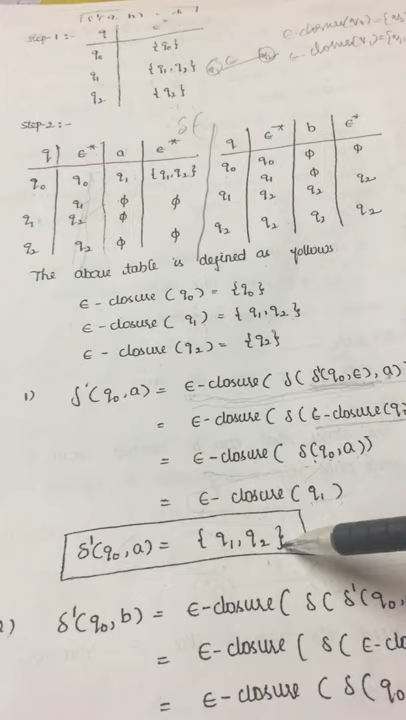 step-1 :-
q ϵ*
q0 {q0}
q1 {q1, q2}
q2 {q2}
step-2 :-
q ϵ* a ϵ* q ϵ* b ϵ*
q0 q0 q1 {q1, q2} q0 q0 ϕ ϕ
q1 q1 ϕ ϕ q1 q1 ϕ
q2 ϕ q2 q2 q2
q2 q2 ϕ ϕ q2 q2 q2 q2
The above table is defined as follows
ϵ - closure (q0) = {q0}
ϵ - closure (q1) = {q1, q2}
ϵ - closure (q2) = {q2}
1) δ'(q0, a) = ϵ-closure ( δ( δ'(q0, ϵ), a)
= ϵ-closure ( δ ( ϵ-closure (q
= ϵ-closure ( δ(q0, a))
= ϵ- closure (q1)
δ'(q0, a) = {q1, q2}
2) δ'(q0, b) = ϵ-closure ( δ ( δ'(q0,
= ϵ-closure ( δ ( ϵ-clo
= ϵ-closure ( δ(q0